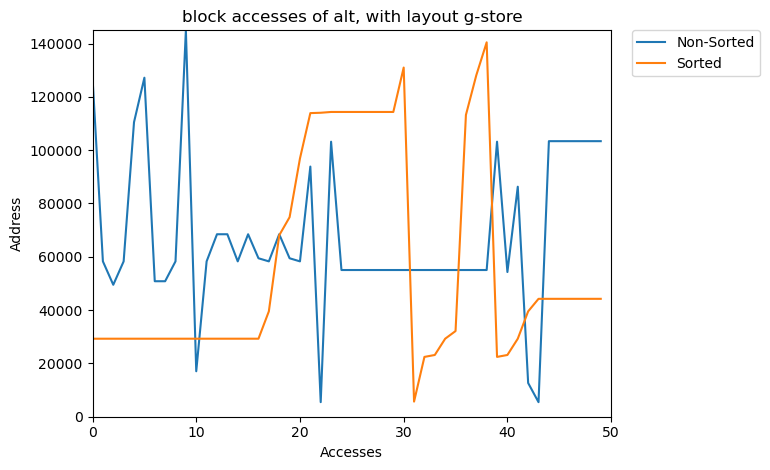 block accesses of alt, with layout g-store
Non-Sorted
Sorted
Address
140000
120000
100000
80000
60000
40000
20000
0
0 10 20 30 40 50
Accesses